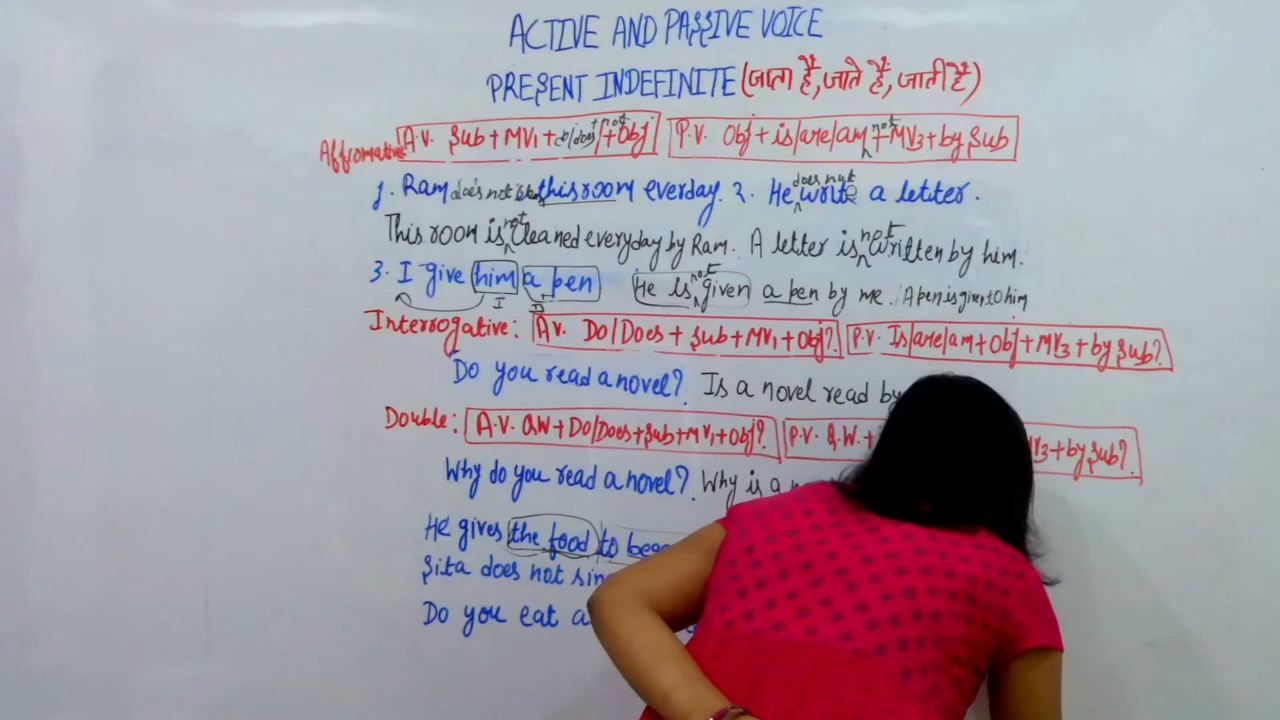 ACTIVE AND PASSIVE VOICE
PRESENT INDEFINITE (जाता है, जाते हैं, जाती है)
Affromative A.V. Sub + MV1 + do/does + not + Obj P.V. Obj + is/are/am + not + MV3 + by Sub
1. Ram does not this room everday. 2. He does not write a letter.
This room is not cleaned everyday by Ram. A letter is not written by him.
3. I give him a pen He is not given a pen by me. A pen is given to him
I D
Interrogative: A.V. Do/Does + Sub + MV1 + Obj? P.V. Is/are/am + Obj + MV3 + by Sub?
Do you read a novel? Is a novel read by
Double: A.V. Q.W + Do/Does + Sub + MV1 + Obj? P.V. Q.W. + MV3 + by Sub?
Why do you read a novel? Why is a
He gives the food to
Sita does not
Do you eat